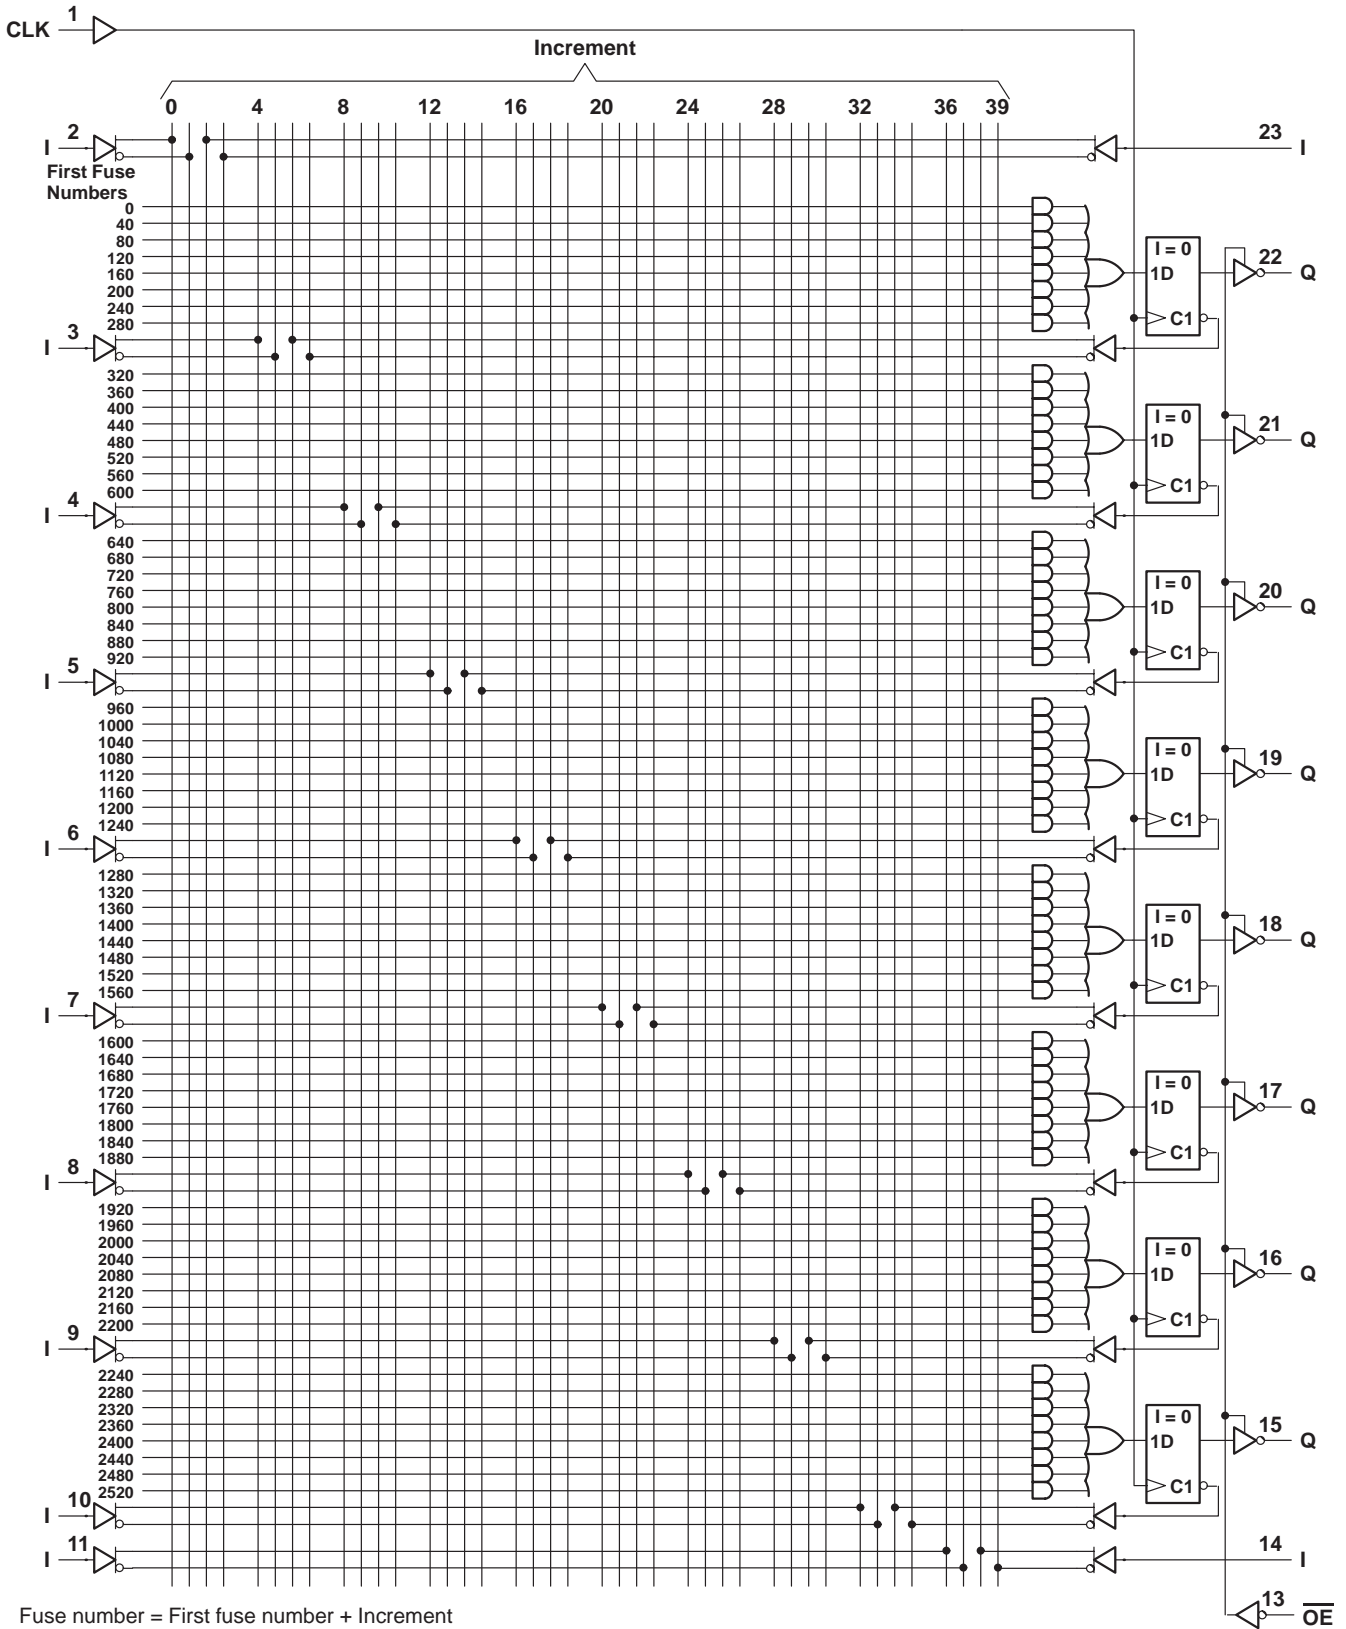 CLK 1
Increment
0 4 8 12 16 20 24 28 32 36 39
I 2 23 I
First Fuse
Numbers
0
40
80
120 I = 0
160 1D 22 Q
200
240
280 C1
I 3
320
360
400
440 I = 0
480 1D 21 Q
520
560
600 C1
I 4
640
680
720
760 I = 0
800 1D 20 Q
840
880
920 C1
I 5
960
1000
1040
1080 I = 0
1120 1D 19 Q
1160
1200
1240 C1
I 6
1280
1320
1360
1400 I = 0
1440 1D 18 Q
1480
1520
1560 C1
I 7
1600
1640
1680
1720 I = 0
1760 1D 17 Q
1800
1840
1880 C1
I 8
1920
1960
2000
2040 I = 0
2080 1D 16 Q
2120
2160
2200 C1
I 9
2240
2280
2320
2360 I = 0
2400 1D 15 Q
2440
2480
2520 C1
I 10
I 11 14 I
13 OE
Fuse number = First fuse number + Increment